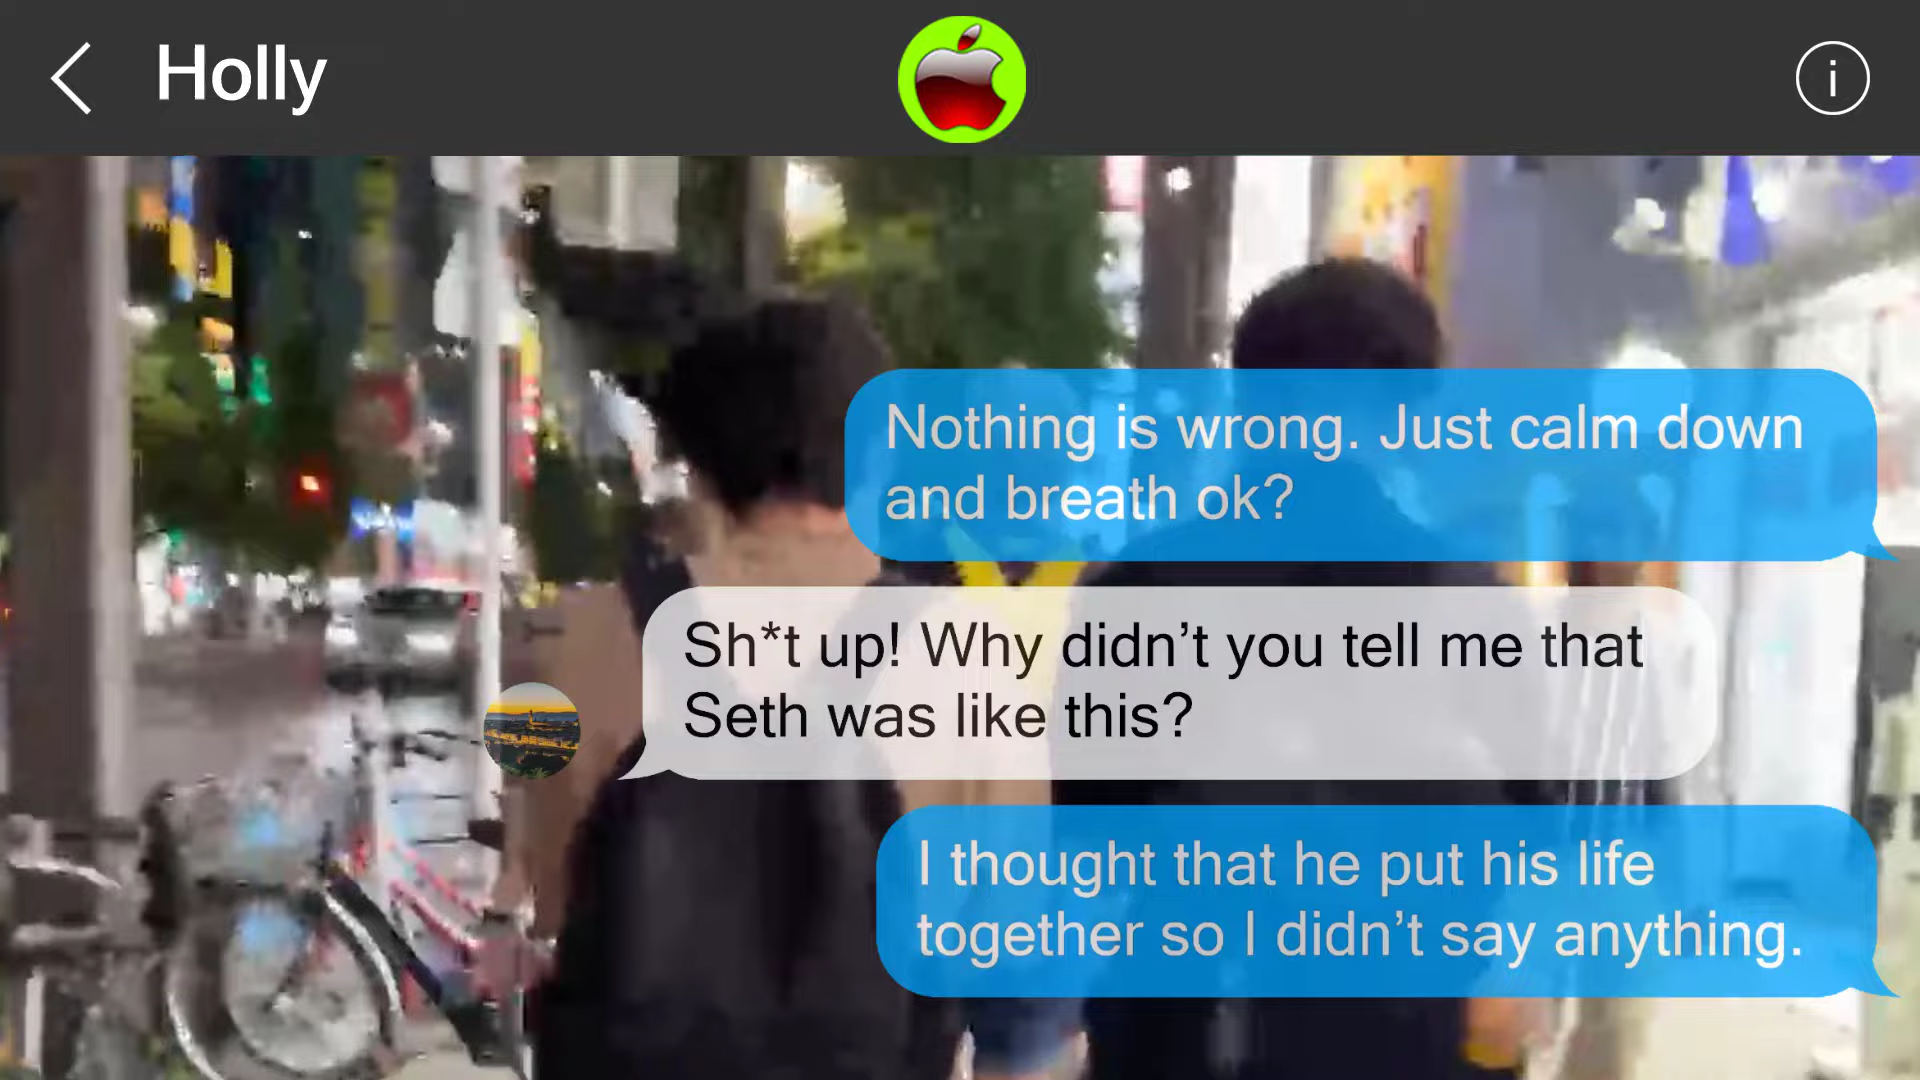 Holly
Nothing is wrong. Just calm down
and breath ok?
Sh*t up! Why didn’t you tell me that
Seth was like this?
I thought that he put his life
together so I didn’t say anything.